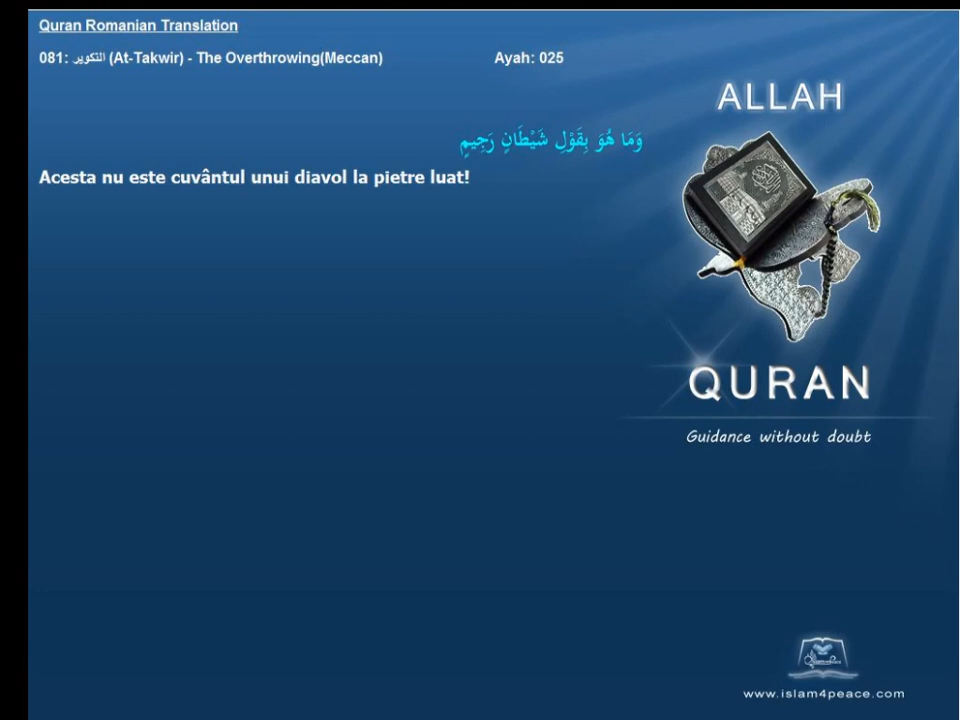 Quran Romanian Translation
081: التكوير (At-Takwir) - The Overthrowing(Meccan) Ayah: 025
ALLAH
وَمَا هُوَ بِقَوْلِ شَيْطَانٍ رَجِيمٍ
Acesta nu este cuvântul unui diavol la pietre luat!
QURAN
Guidance without doubt
www.islam4peace.com